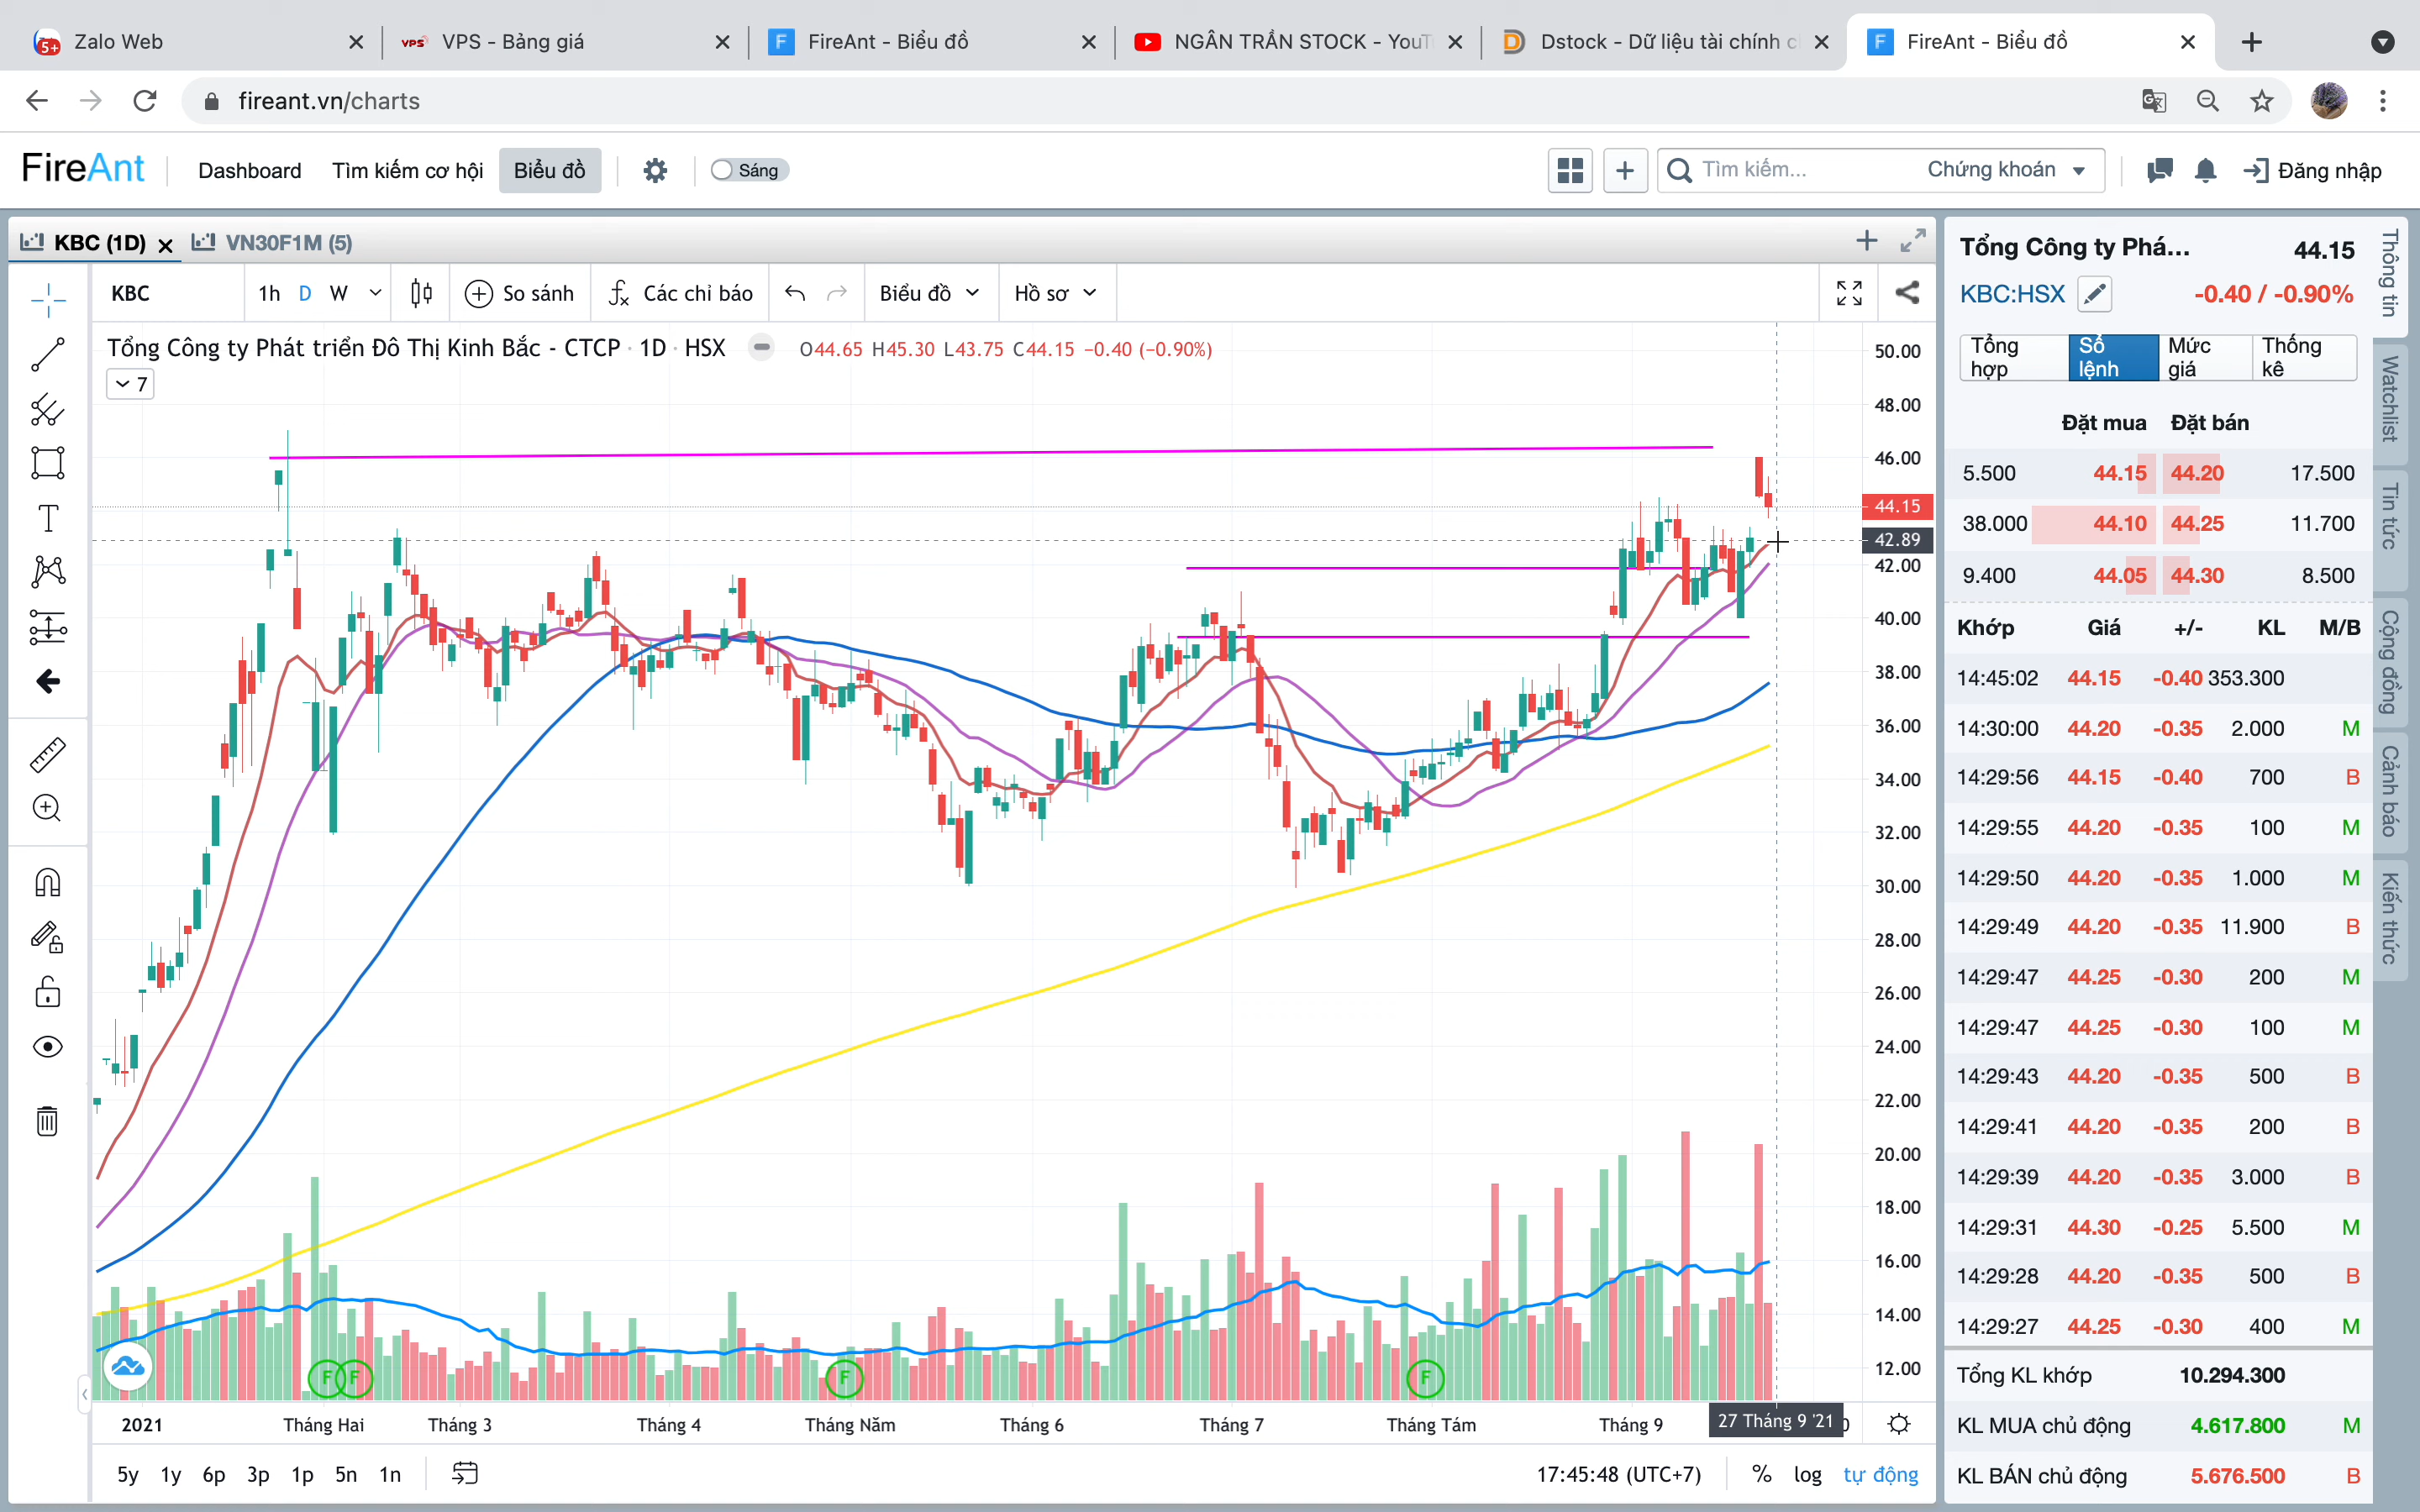 Zalo Web
VPS - Bảng giá
FireAnt - Biểu đồ
NGÂN TRẦN STOCK - YouT
Dstock - Dữ liệu tài chính c
FireAnt - Biểu đồ
fireant.vn/charts
FireAnt
Dashboard
Tìm kiếm cơ hội
Biểu đồ
Sáng
Tìm kiếm...
Chứng khoán
Đăng nhập
KBC (1D)
VN30F1M (5)
KBC
1h D W
So sánh
Các chỉ báo
Biểu đồ
Hồ sơ
Tổng Công ty Phát triển Đô Thị Kinh Bắc - CTCP · 1D · HSX
O44.65 H45.30 L43.75 C44.15 −0.40 (−0.90%)
7
50.00
48.00
46.00
44.15
42.89
42.00
40.00
38.00
36.00
34.00
32.00
30.00
28.00
26.00
24.00
22.00
20.00
18.00
16.00
14.00
12.00
F F F F
2021 Tháng Hai Tháng 3 Tháng 4 Tháng Năm Tháng 6 Tháng 7 Tháng Tám Tháng 9 27 Tháng 9 '21
5y 1y 6p 3p 1p 5n 1n
17:45:48 (UTC+7) % log tự động
Tổng Công ty Phá... 44.15
KBC:HSX -0.40 / -0.90%
Tổng hợp
Sổ lệnh
Mức giá
Thống kê
Đặt mua Đặt bán
5.500 44.15 44.20 17.500
38.000 44.10 44.25 11.700
9.400 44.05 44.30 8.500
Khớp Giá +/- KL M/B
14:45:02 44.15 -0.40 353.300
14:30:00 44.20 -0.35 2.000 M
14:29:56 44.15 -0.40 700 B
14:29:55 44.20 -0.35 100 M
14:29:50 44.20 -0.35 1.000 M
14:29:49 44.20 -0.35 11.900 B
14:29:47 44.25 -0.30 200 M
14:29:47 44.25 -0.30 100 M
14:29:43 44.20 -0.35 500 B
14:29:41 44.20 -0.35 200 B
14:29:39 44.20 -0.35 3.000 B
14:29:31 44.30 -0.25 5.500 M
14:29:28 44.20 -0.35 500 B
14:29:27 44.25 -0.30 400 M
Tổng KL khớp 10.294.300
KL MUA chủ động 4.617.800 M
KL BÁN chủ động 5.676.500 B
Thông tin
Watchlist
Tin tức
Cộng đồng
Cảnh báo
Kiến thức